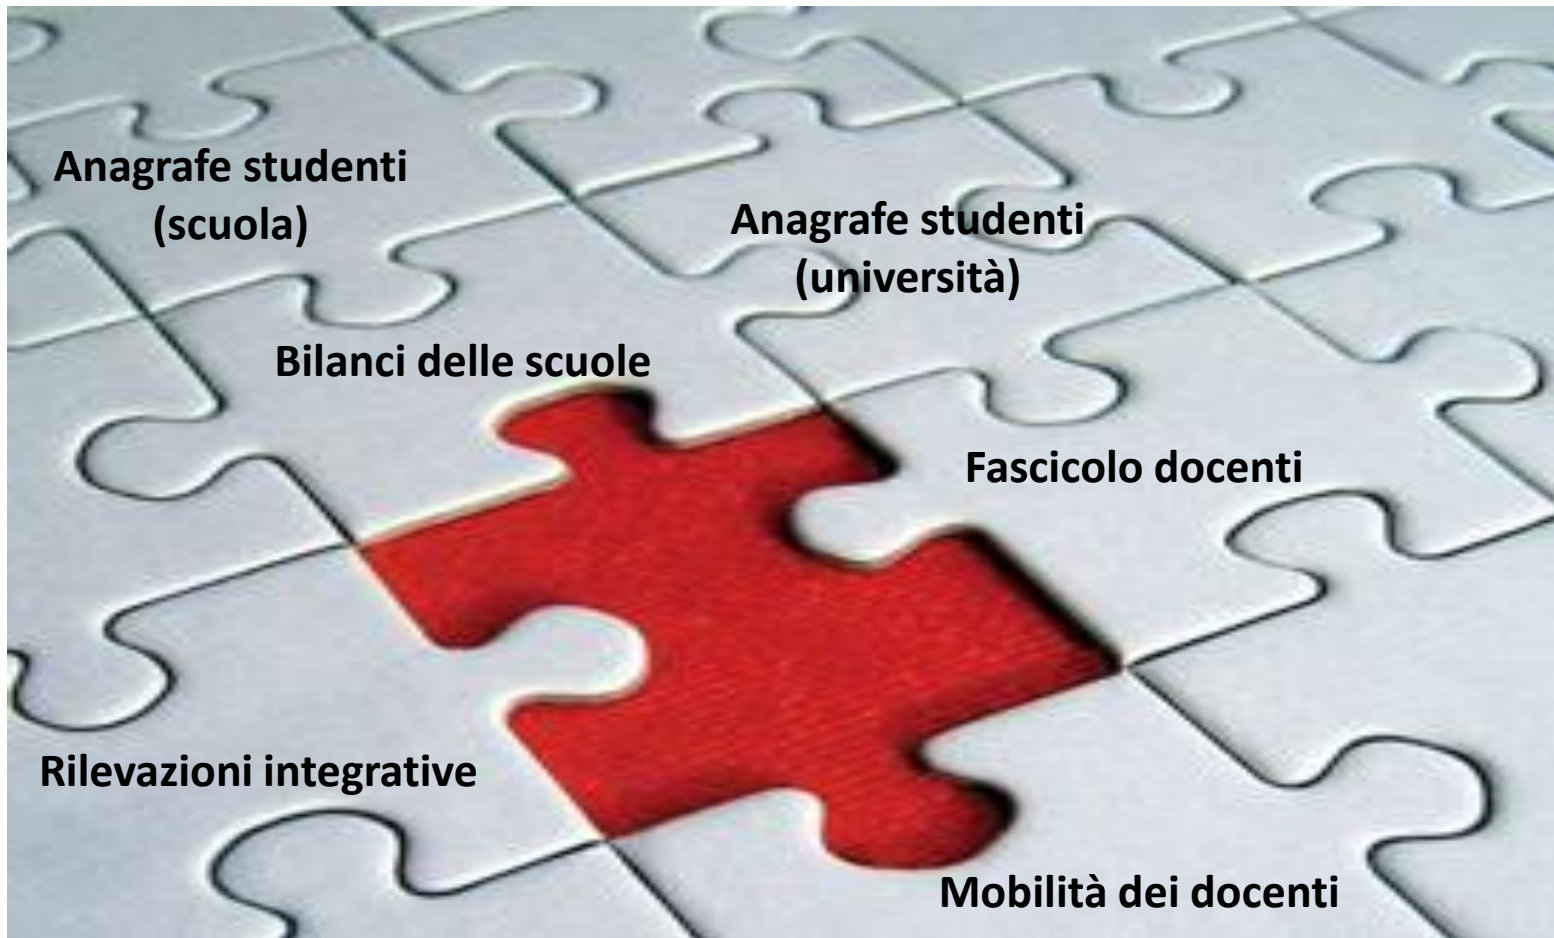 Anagrafe studenti
(scuola)
Anagrafe studenti
(università)
Bilanci delle scuole
Fascicolo docenti
Rilevazioni integrative
Mobilità dei docenti